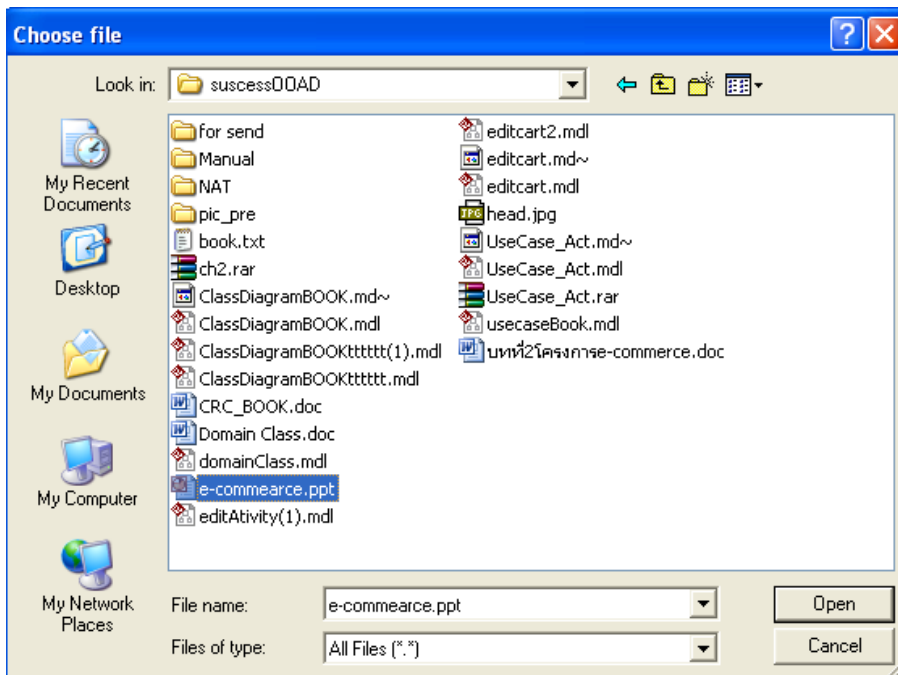 Choose file
Look in:
suscessOOAD
My Recent
Documents
Desktop
My Documents
My Computer
My Network
Places
for send
Manual
NAT
pic_pre
book.txt
ch2.rar
ClassDiagramBOOK.md~
ClassDiagramBOOK.mdl
ClassDiagramBOOKtttttt(1).mdl
ClassDiagramBOOKtttttt.mdl
CRC_BOOK.doc
Domain Class.doc
domainClass.mdl
e-commearce.ppt
editAtivity(1).mdl
editcart2.mdl
editcart.md~
editcart.mdl
head.jpg
UseCase_Act.md~
UseCase_Act.mdl
UseCase_Act.rar
usecaseBook.mdl
บทที่2โครงการe-commerce.doc
File name:
e-commearce.ppt
Open
Files of type:
All Files (*.*)
Cancel